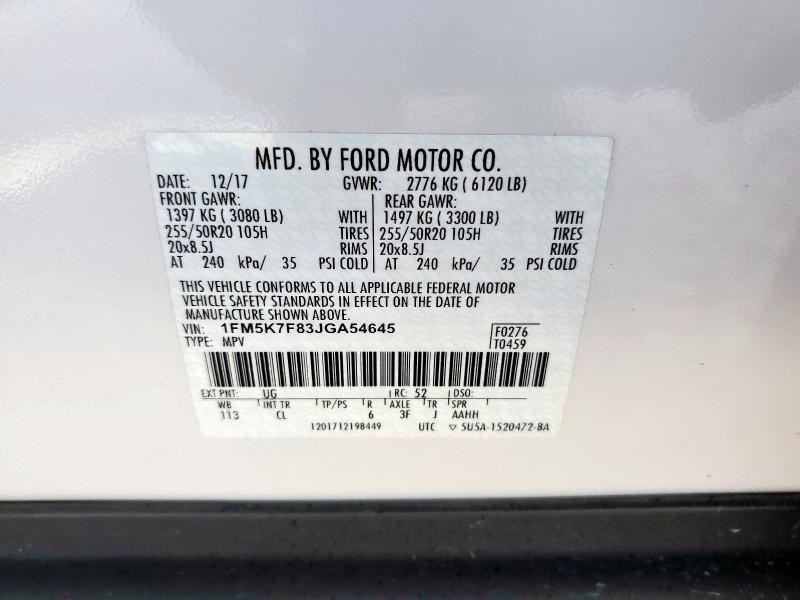 MFD. BY FORD MOTOR CO.
DATE: 12/17 GVWR: 2776 KG ( 6120 LB)
FRONT GAWR: REAR GAWR:
1397 KG ( 3080 LB) WITH 1497 KG ( 3300 LB) WITH
255/50R20 105H TIRES 255/50R20 105H TIRES
20x8.5J RIMS 20x8.5J RIMS
AT 240 kPa/ 35 PSI COLD AT 240 kPa/ 35 PSI COLD
THIS VEHICLE CONFORMS TO ALL APPLICABLE FEDERAL MOTOR
VEHICLE SAFETY STANDARDS IN EFFECT ON THE DATE OF
MANUFACTURE SHOWN ABOVE.
VIN: 1FM5K7F83JGA54645 F0276
TYPE: MPV T0459
EXT PNT: UG RC: 52 DSO:
WB INT TR TP/PS R AXLE TR SPR
113 CL 6 3F J AAHH
1201712198449 UTC ▽ 5U5A-1520472-BA